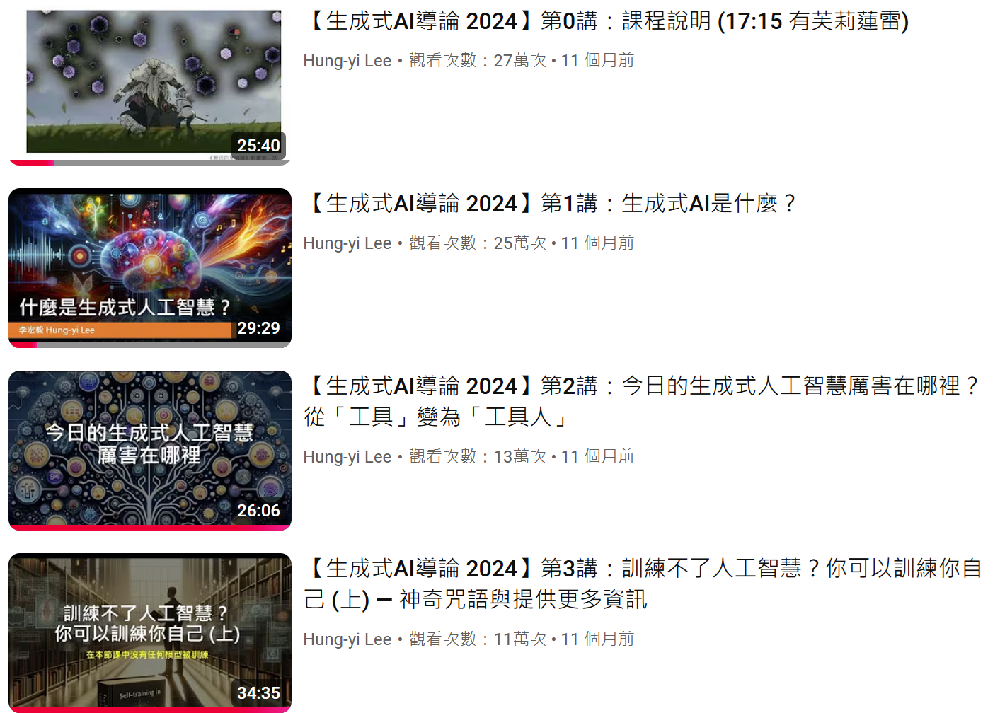 【生成式AI導論 2024】第0講：課程說明 (17:15 有芙莉蓮雷)
Hung-yi Lee • 觀看次數：27萬次 • 11 個月前
25:40
【生成式AI導論 2024】第1講：生成式AI是什麼？
Hung-yi Lee • 觀看次數：25萬次 • 11 個月前
什麼是生成式人工智慧？
李宏毅 Hung-yi Lee
29:29
【生成式AI導論 2024】第2講：今日的生成式人工智慧厲害在哪裡？
從「工具」變為「工具人」
Hung-yi Lee • 觀看次數：13萬次 • 11 個月前
今日的生成式人工智慧
厲害在哪裡
26:06
【生成式AI導論 2024】第3講：訓練不了人工智慧？你可以訓練你自
己 (上) — 神奇咒語與提供更多資訊
Hung-yi Lee • 觀看次數：11萬次 • 11 個月前
訓練不了人工智慧？
你可以訓練你自己 (上)
在本節課中沒有任何模型被訓練
Self-training in
34:35